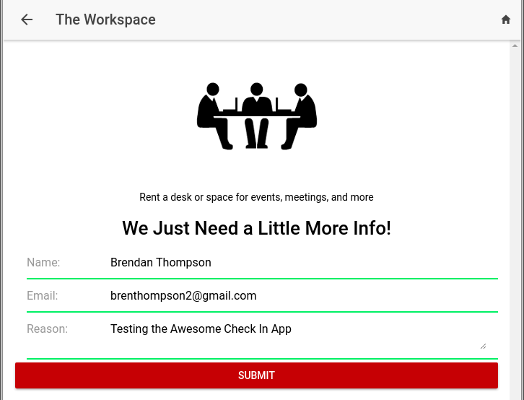 The Workspace
Rent a desk or space for events, meetings, and more
We Just Need a Little More Info!
Name: Brendan Thompson
Email: brenthompson2@gmail.com
Reason: Testing the Awesome Check In App
SUBMIT